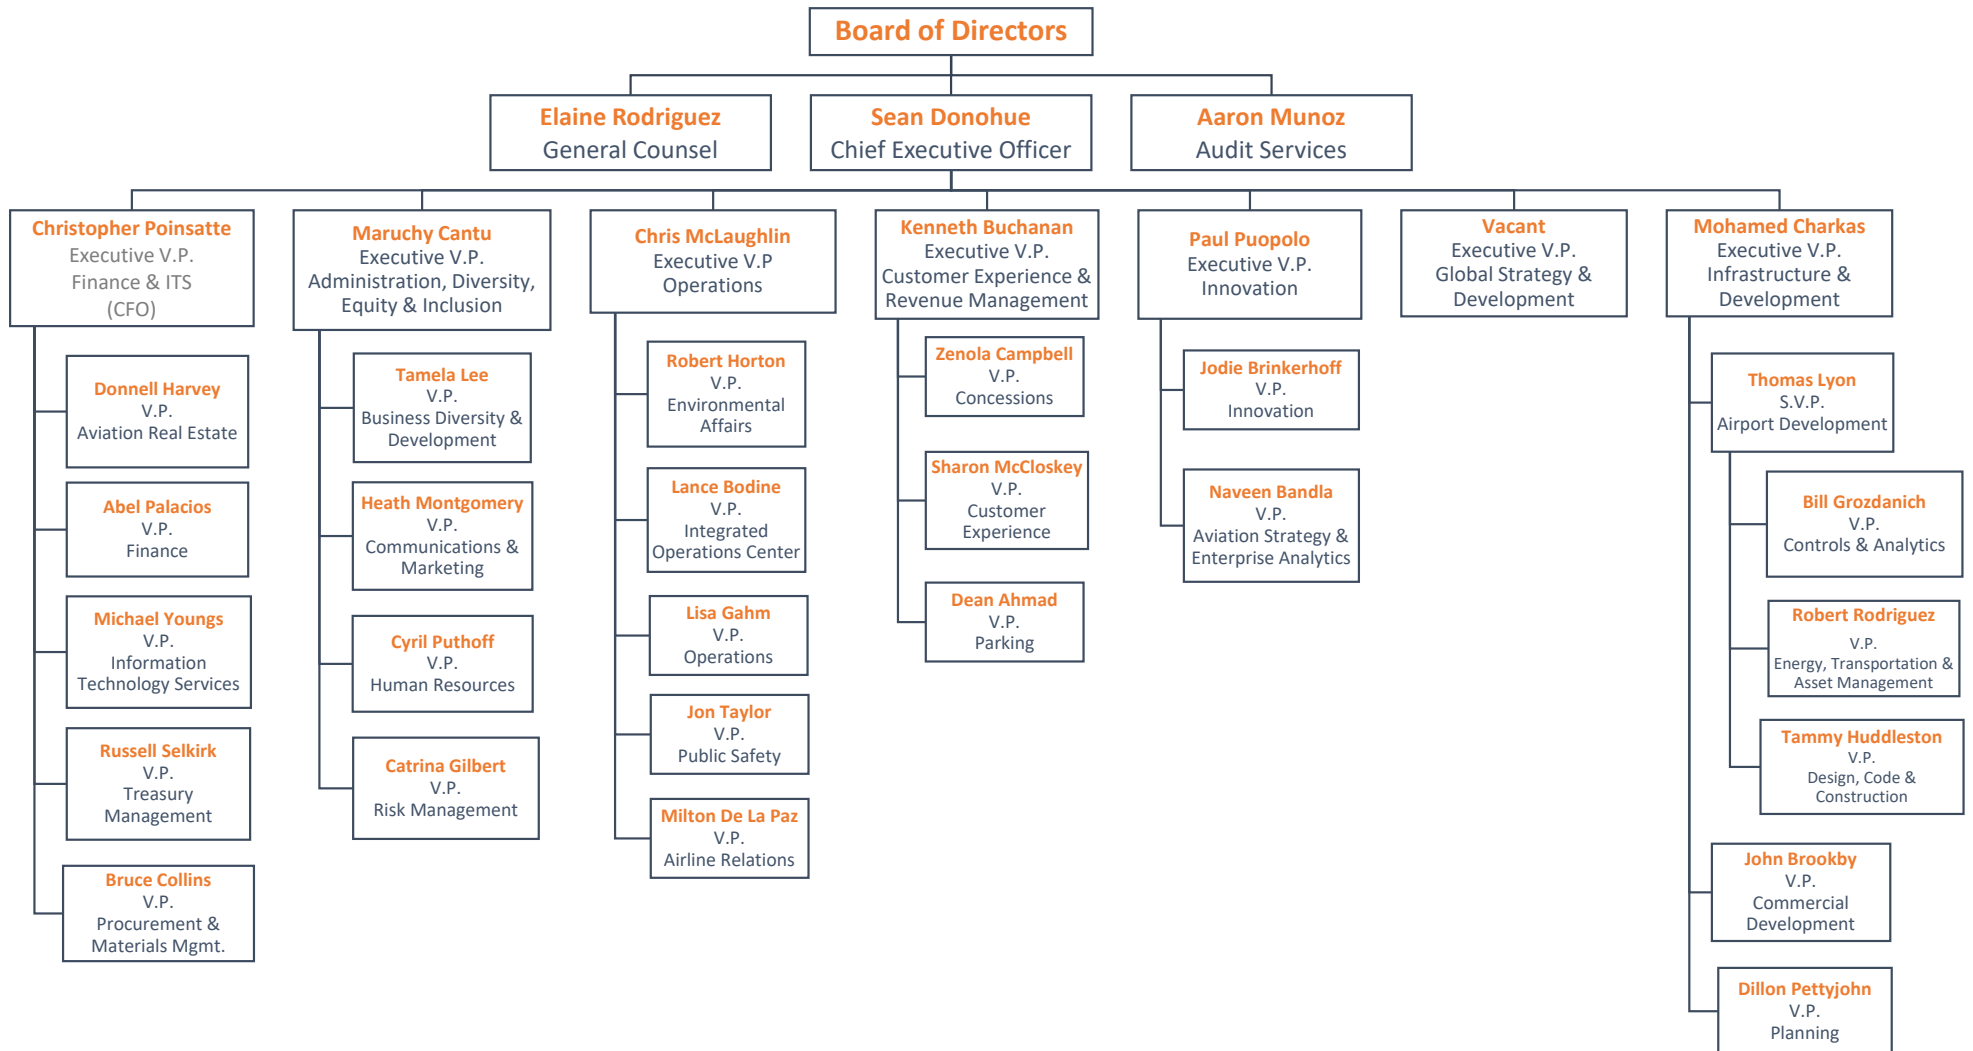 Board of Directors
Elaine Rodriguez
General Counsel
Sean Donohue
Chief Executive Officer
Aaron Munoz
Audit Services
Christopher Poinsatte
Executive V.P.
Finance & ITS
(CFO)
Maruchy Cantu
Executive V.P.
Administration, Diversity,
Equity & Inclusion
Chris McLaughlin
Executive V.P
Operations
Kenneth Buchanan
Executive V.P.
Customer Experience &
Revenue Management
Paul Puopolo
Executive V.P.
Innovation
Vacant
Executive V.P.
Global Strategy &
Development
Mohamed Charkas
Executive V.P.
Infrastructure &
Development
Donnell Harvey
V.P.
Aviation Real Estate
Abel Palacios
V.P.
Finance
Michael Youngs
V.P.
Information
Technology Services
Russell Selkirk
V.P.
Treasury
Management
Bruce Collins
V.P.
Procurement &
Materials Mgmt.
Tamela Lee
V.P.
Business Diversity &
Development
Heath Montgomery
V.P.
Communications &
Marketing
Cyril Puthoff
V.P.
Human Resources
Catrina Gilbert
V.P.
Risk Management
Robert Horton
V.P.
Environmental
Affairs
Lance Bodine
V.P.
Integrated
Operations Center
Lisa Gahm
V.P.
Operations
Jon Taylor
V.P.
Public Safety
Milton De La Paz
V.P.
Airline Relations
Zenola Campbell
V.P.
Concessions
Sharon McCloskey
V.P.
Customer
Experience
Dean Ahmad
V.P.
Parking
Jodie Brinkerhoff
V.P.
Innovation
Naveen Bandla
V.P.
Aviation Strategy &
Enterprise Analytics
Thomas Lyon
S.V.P.
Airport Development
Bill Grozdanich
V.P.
Controls & Analytics
Robert Rodriguez
V.P.
Energy, Transportation &
Asset Management
Tammy Huddleston
V.P.
Design, Code &
Construction
John Brookby
V.P.
Commercial
Development
Dillon Pettyjohn
V.P.
Planning